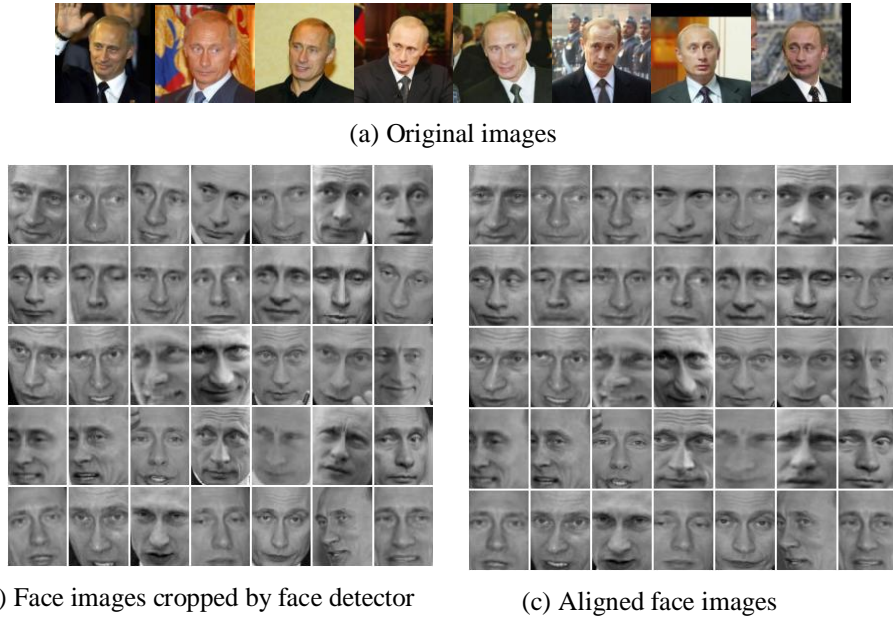 (a) Original images
) Face images cropped by face detector
(c) Aligned face images